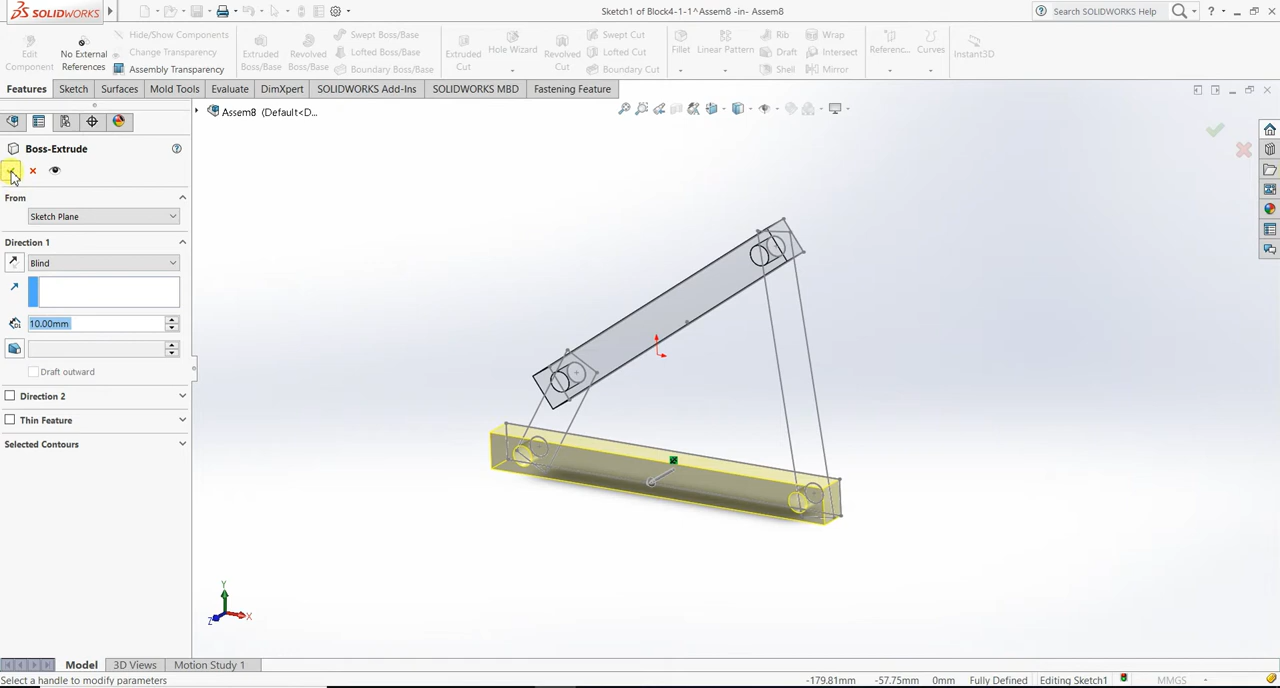 SOLIDWORKS
Sketch1 of Block4-1-1^Assem8 -in- Assem8
Search SOLIDWORKS Help
Edit Component
No External References
Hide/Show Components
Change Transparency
Assembly Transparency
Extruded Boss/Base
Revolved Boss/Base
Swept Boss/Base
Lofted Boss/Base
Boundary Boss/Base
Extruded Cut
Hole Wizard
Revolved Cut
Swept Cut
Lofted Cut
Boundary Cut
Fillet
Linear Pattern
Rib
Draft
Shell
Wrap
Intersect
Mirror
Referenc...
Curves
Instant3D
Features
Sketch
Surfaces
Mold Tools
Evaluate
DimXpert
SOLIDWORKS Add-Ins
SOLIDWORKS MBD
Fastening Feature
Assem8 (Default<D...
Boss-Extrude
From
Sketch Plane
Direction 1
Blind
10.00mm
Draft outward
Direction 2
Thin Feature
Selected Contours
Y
X
Z
Model
3D Views
Motion Study 1
Select a handle to modify parameters
-179.81mm
-57.75mm
0mm
Fully Defined
Editing Sketch1
MMGS